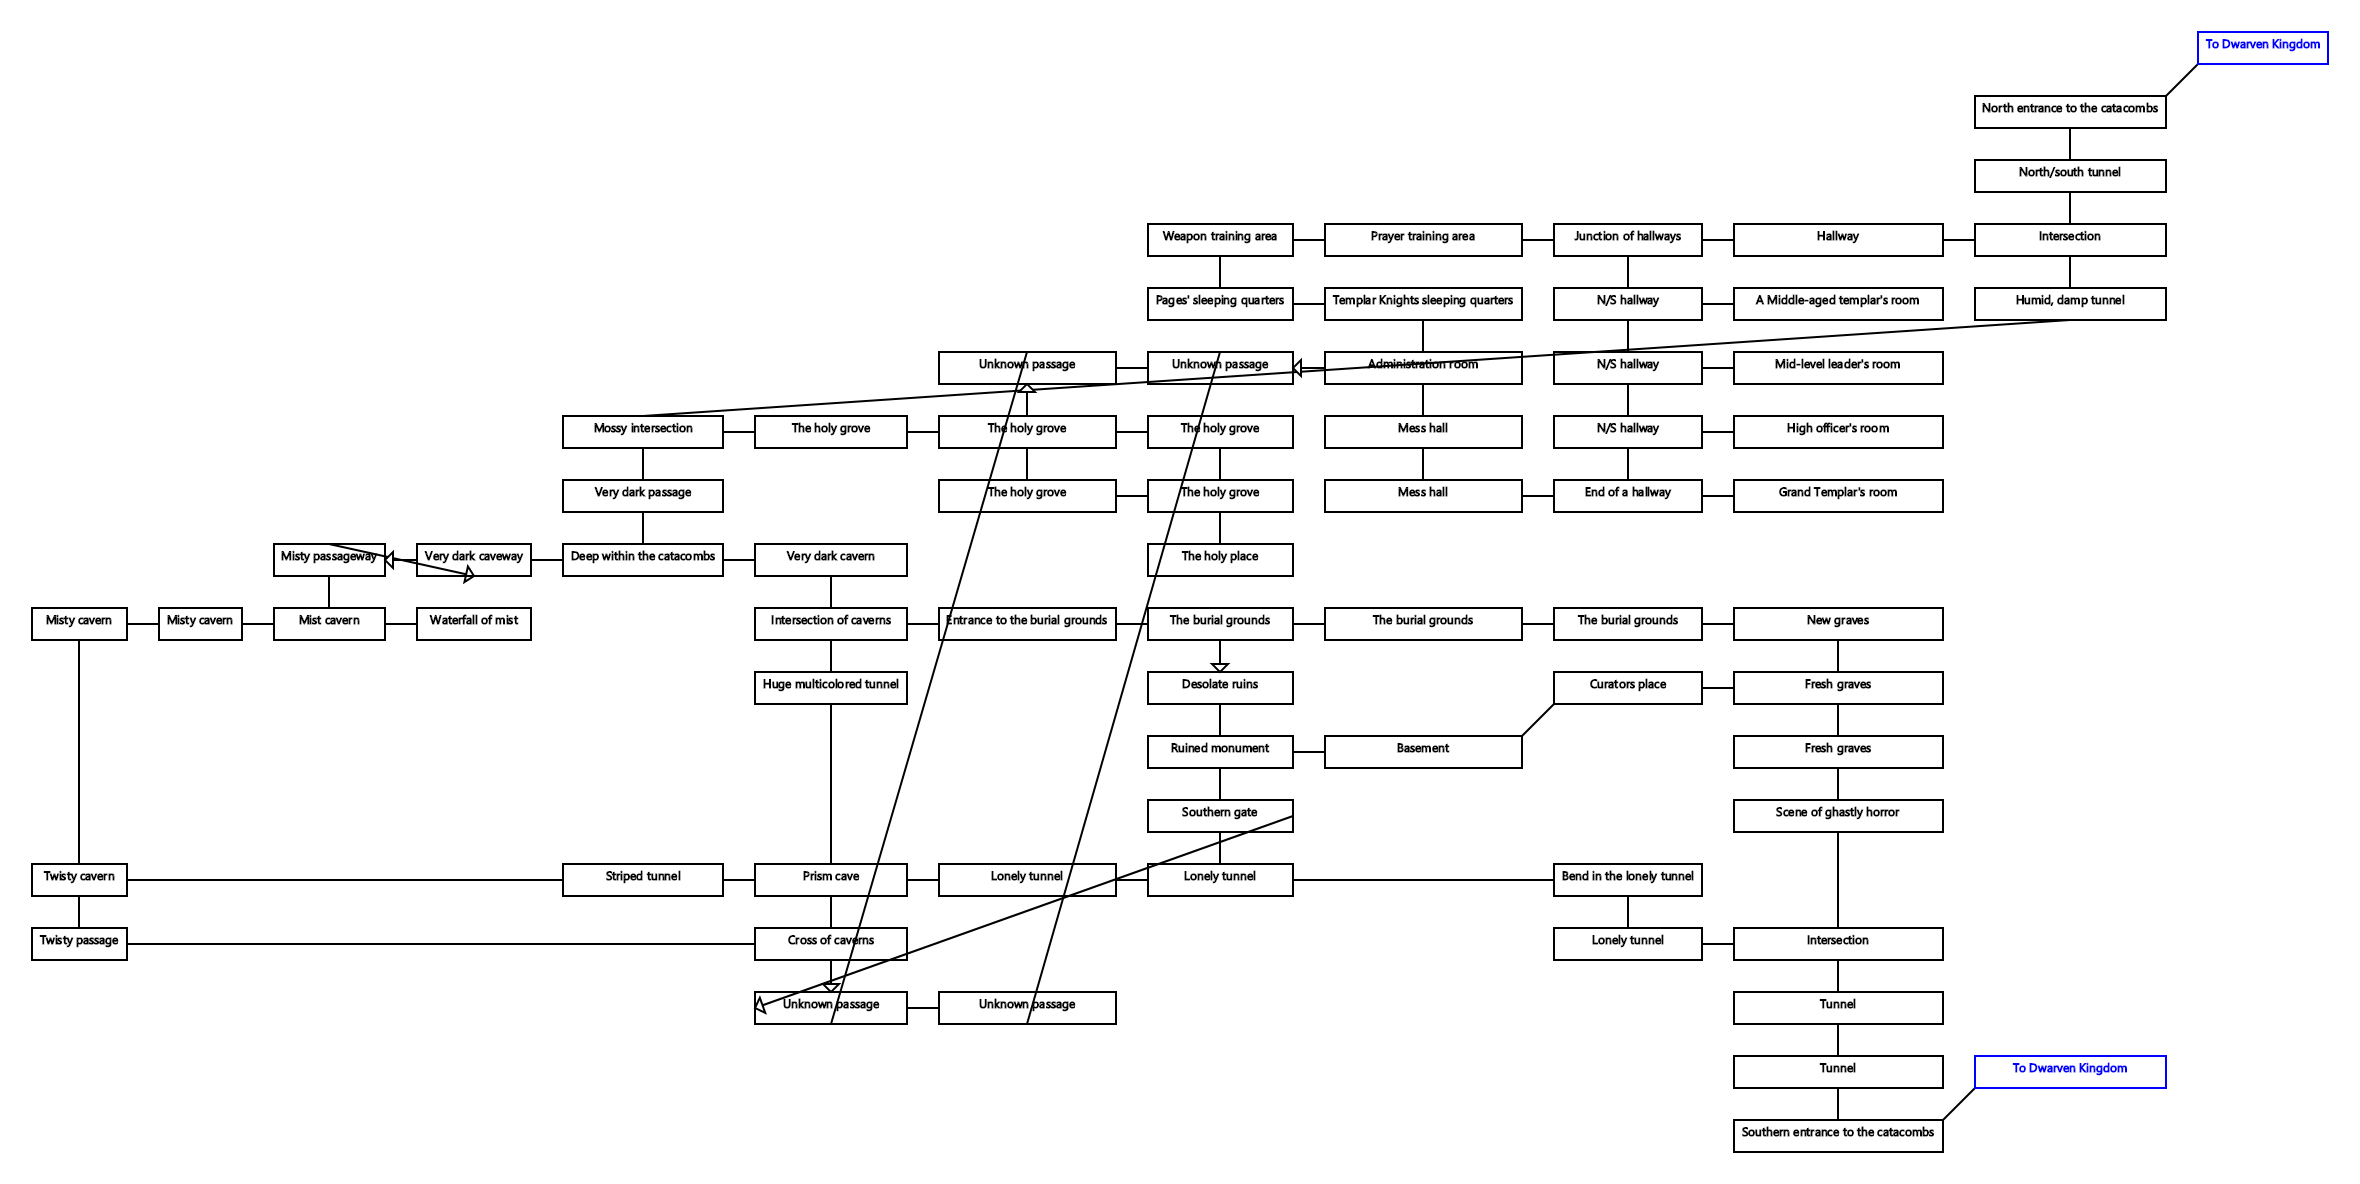 To Dwarven Kingdom
North entrance to the catacombs
North/south tunnel
Weapon training area
Prayer training area
Junction of hallways
Hallway
Intersection
Pages' sleeping quarters
Templar Knights sleeping quarters
N/S hallway
A Middle-aged templar's room
Humid, damp tunnel
Unknown passage
Unknown passage
Administration room
N/S hallway
Mid-level leader's room
Mossy intersection
The holy grove
The holy grove
The holy grove
Mess hall
N/S hallway
High officer's room
Very dark passage
The holy grove
The holy grove
Mess hall
End of a hallway
Grand Templar's room
Misty passageway
Very dark caveway
Deep within the catacombs
Very dark cavern
The holy place
Misty cavern
Misty cavern
Mist cavern
Waterfall of mist
Intersection of caverns
Entrance to the burial grounds
The burial grounds
The burial grounds
The burial grounds
New graves
Huge multicolored tunnel
Desolate ruins
Curators place
Fresh graves
Ruined monument
Basement
Fresh graves
Southern gate
Scene of ghastly horror
Twisty cavern
Striped tunnel
Prism cave
Lonely tunnel
Lonely tunnel
Bend in the lonely tunnel
Twisty passage
Cross of caverns
Lonely tunnel
Intersection
Unknown passage
Unknown passage
Tunnel
Tunnel
To Dwarven Kingdom
Southern entrance to the catacombs